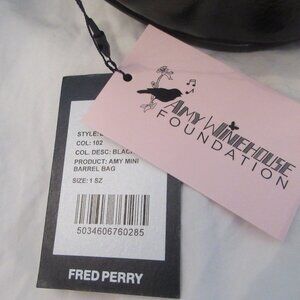 AMY WINEHOUSE
FOUNDATION
STYLE:
COL: 102
COL. DESC: BLACK
PRODUCT: AMY MINI
BARREL BAG
SIZE: 1 SZ
5034606760285
FRED PERRY